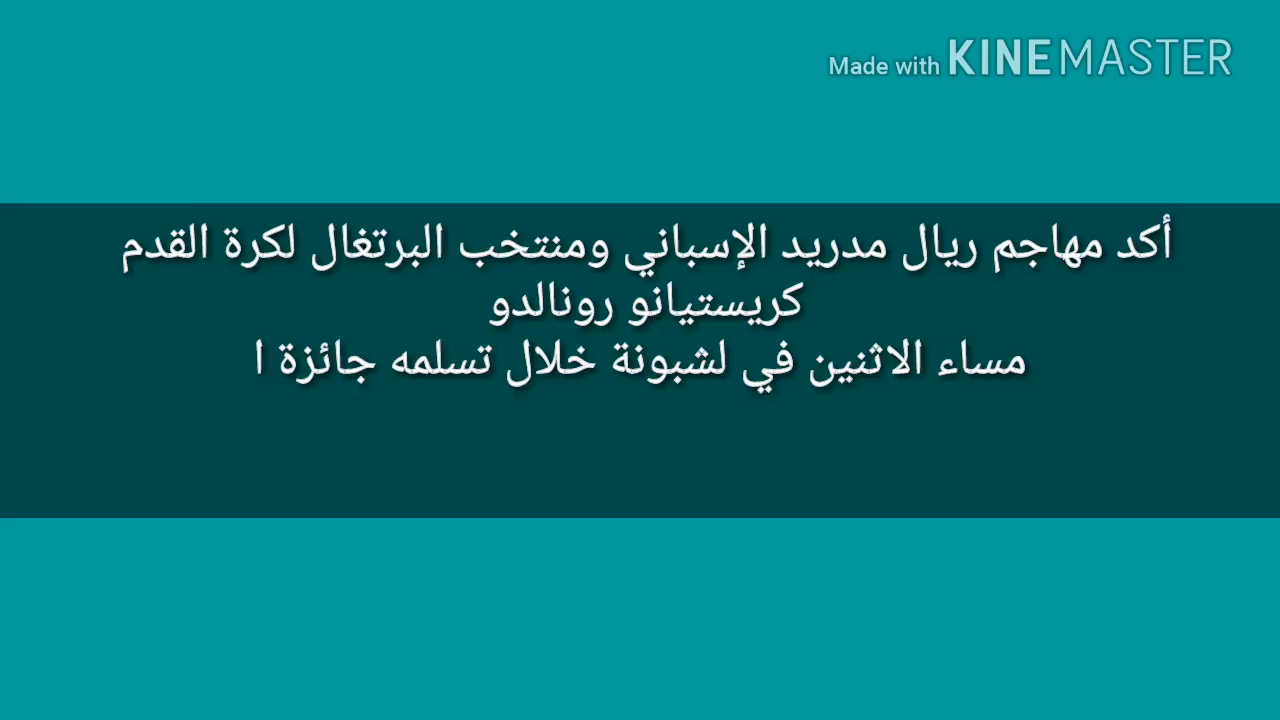 Made with KINEMASTER
أكد مهاجم ريال مدريد الإسباني ومنتخب البرتغال لكرة القدم
كريستيانو رونالدو
مساء الاثنين في لشبونة خلال تسلمه جائزة ا